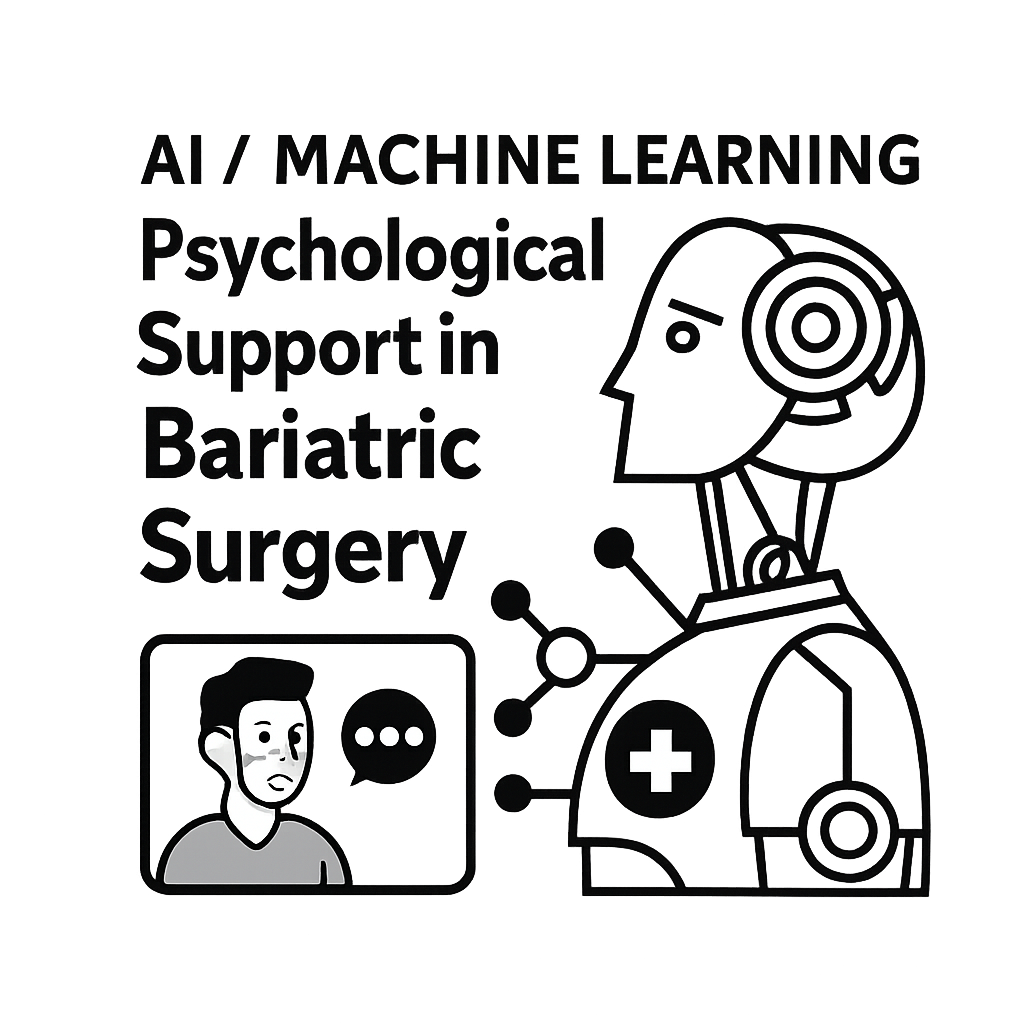 AI / MACHINE LEARNING
Psychological
Support in
Bariatric
Surgery